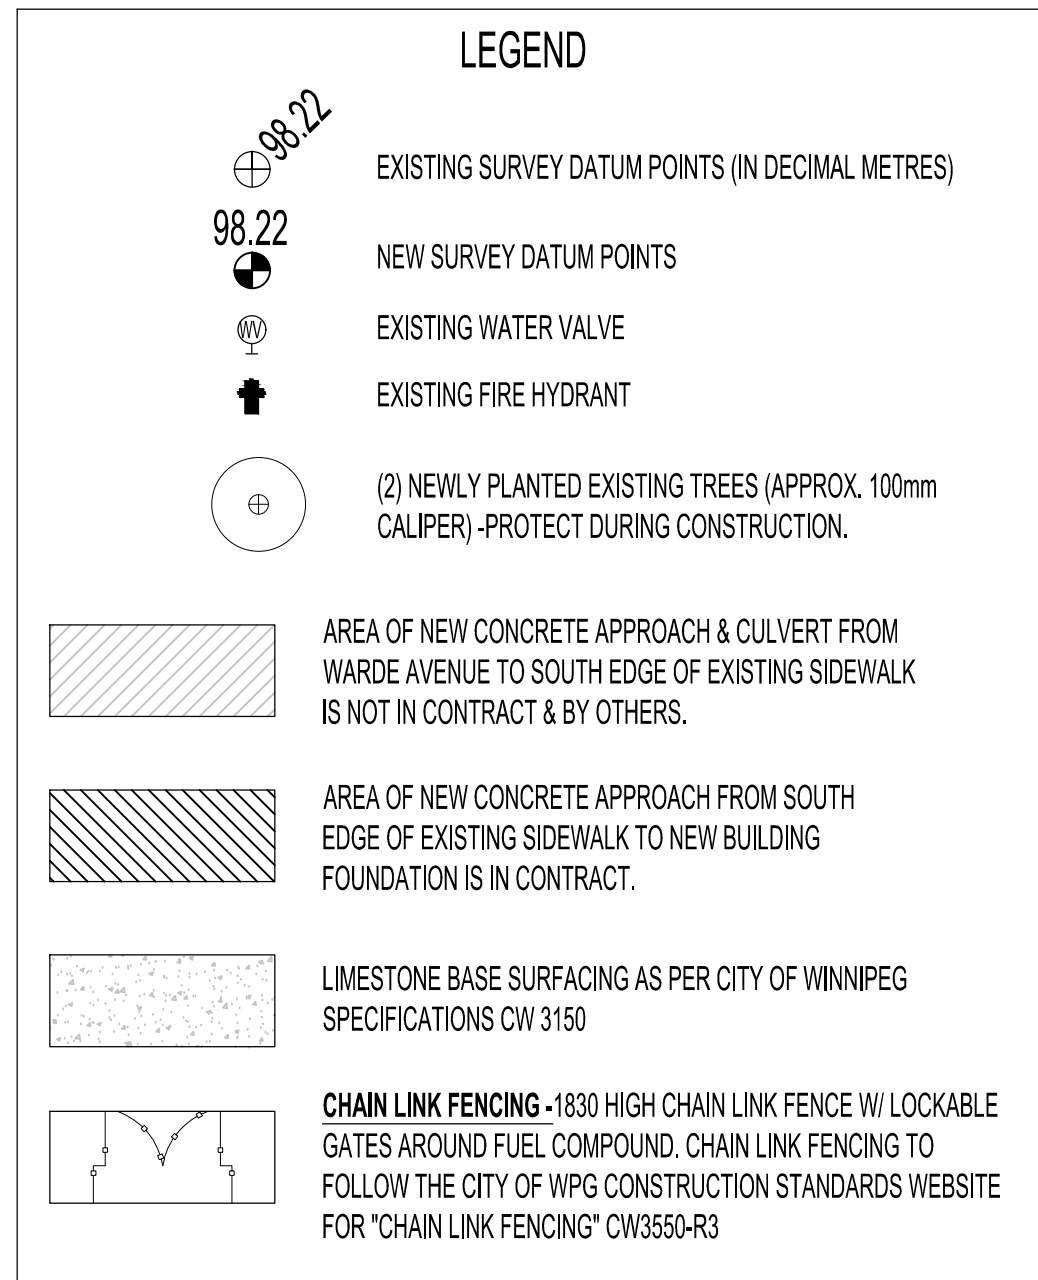 LEGEND
98.22
EXISTING SURVEY DATUM POINTS (IN DECIMAL METRES)
98.22
NEW SURVEY DATUM POINTS
WV
EXISTING WATER VALVE
EXISTING FIRE HYDRANT
(2) NEWLY PLANTED EXISTING TREES (APPROX. 100mm
CALIPER) -PROTECT DURING CONSTRUCTION.
AREA OF NEW CONCRETE APPROACH & CULVERT FROM
WARDE AVENUE TO SOUTH EDGE OF EXISTING SIDEWALK
IS NOT IN CONTRACT & BY OTHERS.
AREA OF NEW CONCRETE APPROACH FROM SOUTH
EDGE OF EXISTING SIDEWALK TO NEW BUILDING
FOUNDATION IS IN CONTRACT.
LIMESTONE BASE SURFACING AS PER CITY OF WINNIPEG
SPECIFICATIONS CW 3150
CHAIN LINK FENCING -1830 HIGH CHAIN LINK FENCE W/ LOCKABLE
GATES AROUND FUEL COMPOUND. CHAIN LINK FENCING TO
FOLLOW THE CITY OF WPG CONSTRUCTION STANDARDS WEBSITE
FOR "CHAIN LINK FENCING" CW3550-R3